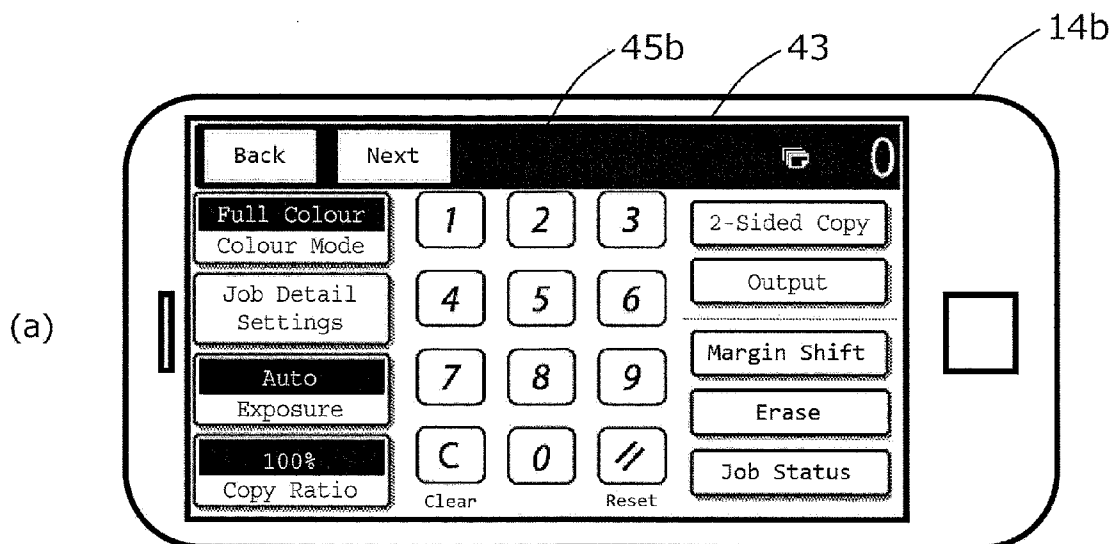 45b
43
14b
Back
Next
0
Full Colour
Colour Mode
Job Detail
Settings
Auto
Exposure
100%
Copy Ratio
1
2
3
4
5
6
7
8
9
C
0
//
Clear
Reset
2-Sided Copy
Output
Margin Shift
Erase
Job Status
(a)